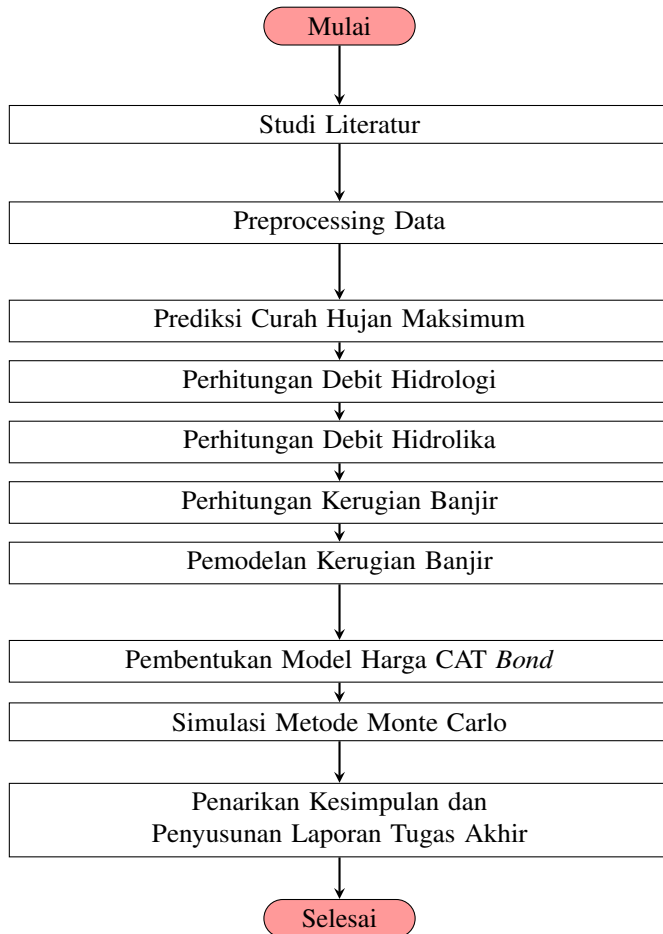 Mulai
Studi Literatur
Preprocessing Data
Prediksi Curah Hujan Maksimum
Perhitungan Debit Hidrologi
Perhitungan Debit Hidrolika
Perhitungan Kerugian Banjir
Pemodelan Kerugian Banjir
Pembentukan Model Harga CAT Bond
Simulasi Metode Monte Carlo
Penarikan Kesimpulan dan
Penyusunan Laporan Tugas Akhir
Selesai